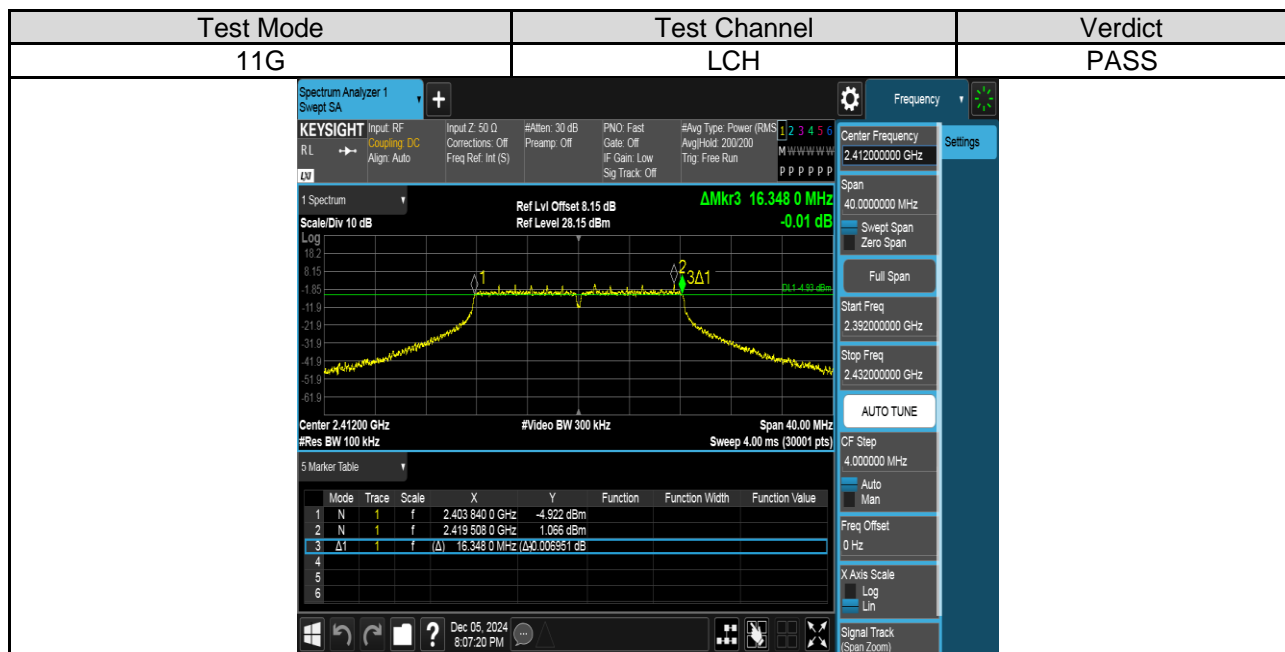 Test Mode Test Channel Verdict
11G LCH PASS
Spectrum Analyzer 1
Swept SA
+
Frequency
KEYSIGHT Input: RF Input Z: 50 Ω #Atten: 30 dB PNO: Fast #Avg Type: Power (RMS 1 2 3 4 5 6
RL Coupling: DC Corrections: Off Preamp: Off Gate: Off Avg|Hold: 200/200 M W W W W W
Align: Auto Freq Ref: Int (S) IF Gain: Low Trig: Free Run
LXI Sig Track: Off P P P P P P
Center Frequency
2.412000000 GHz
Settings
1 Spectrum
Ref Lvl Offset 8.15 dB
ΔMkr3 16.348 0 MHz
Scale/Div 10 dB
Ref Level 28.15 dBm
-0.01 dB
Span
40.0000000 MHz
Swept Span
Zero Span
Full Span
Log
18.2
8.15
-1.85
-11.9
-21.9
-31.9
-41.9
-51.9
-61.9
1
2
3Δ1
DL1 -4.93 dBm
Start Freq
2.392000000 GHz
Stop Freq
2.432000000 GHz
AUTO TUNE
Center 2.41200 GHz #Video BW 300 kHz Span 40.00 MHz
#Res BW 100 kHz Sweep 4.00 ms (30001 pts)
CF Step
4.000000 MHz
Auto
Man
5 Marker Table
Mode Trace Scale X Y Function Function Width Function Value
1 N 1 f 2.403 840 0 GHz -4.922 dBm
2 N 1 f 2.419 508 0 GHz 1.066 dBm
3 Δ1 1 f (Δ) 16.348 0 MHz (Δ) -0.006951 dB
4
5
6
Freq Offset
0 Hz
X Axis Scale
Log
Lin
Signal Track
(Span Zoom)
? Dec 05, 2024
8:07:20 PM